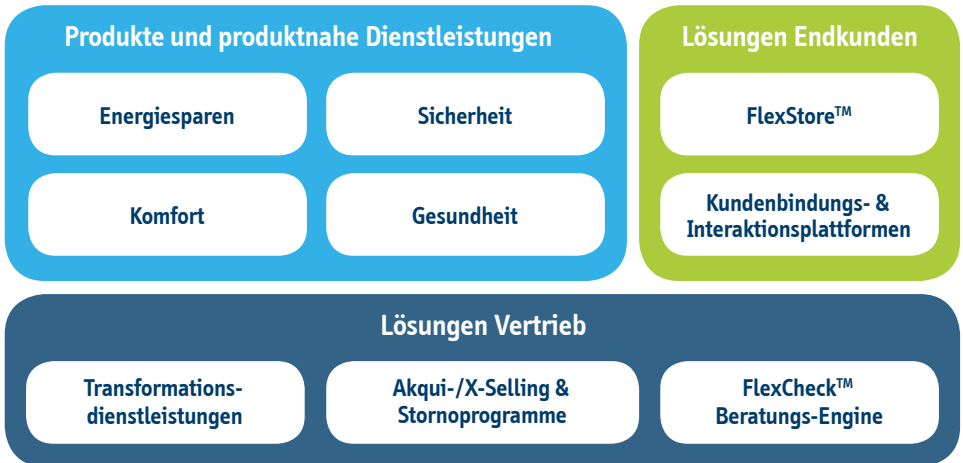 Produkte und produktnahe Dienstleistungen
Energiesparen
Sicherheit
Komfort
Gesundheit
Lösungen Endkunden
FlexStore™
Kundenbindungs- &
Interaktionsplattformen
Lösungen Vertrieb
Transformations-
dienstleistungen
Akqui-/X-Selling &
Stornoprogramme
FlexCheck™
Beratungs-Engine